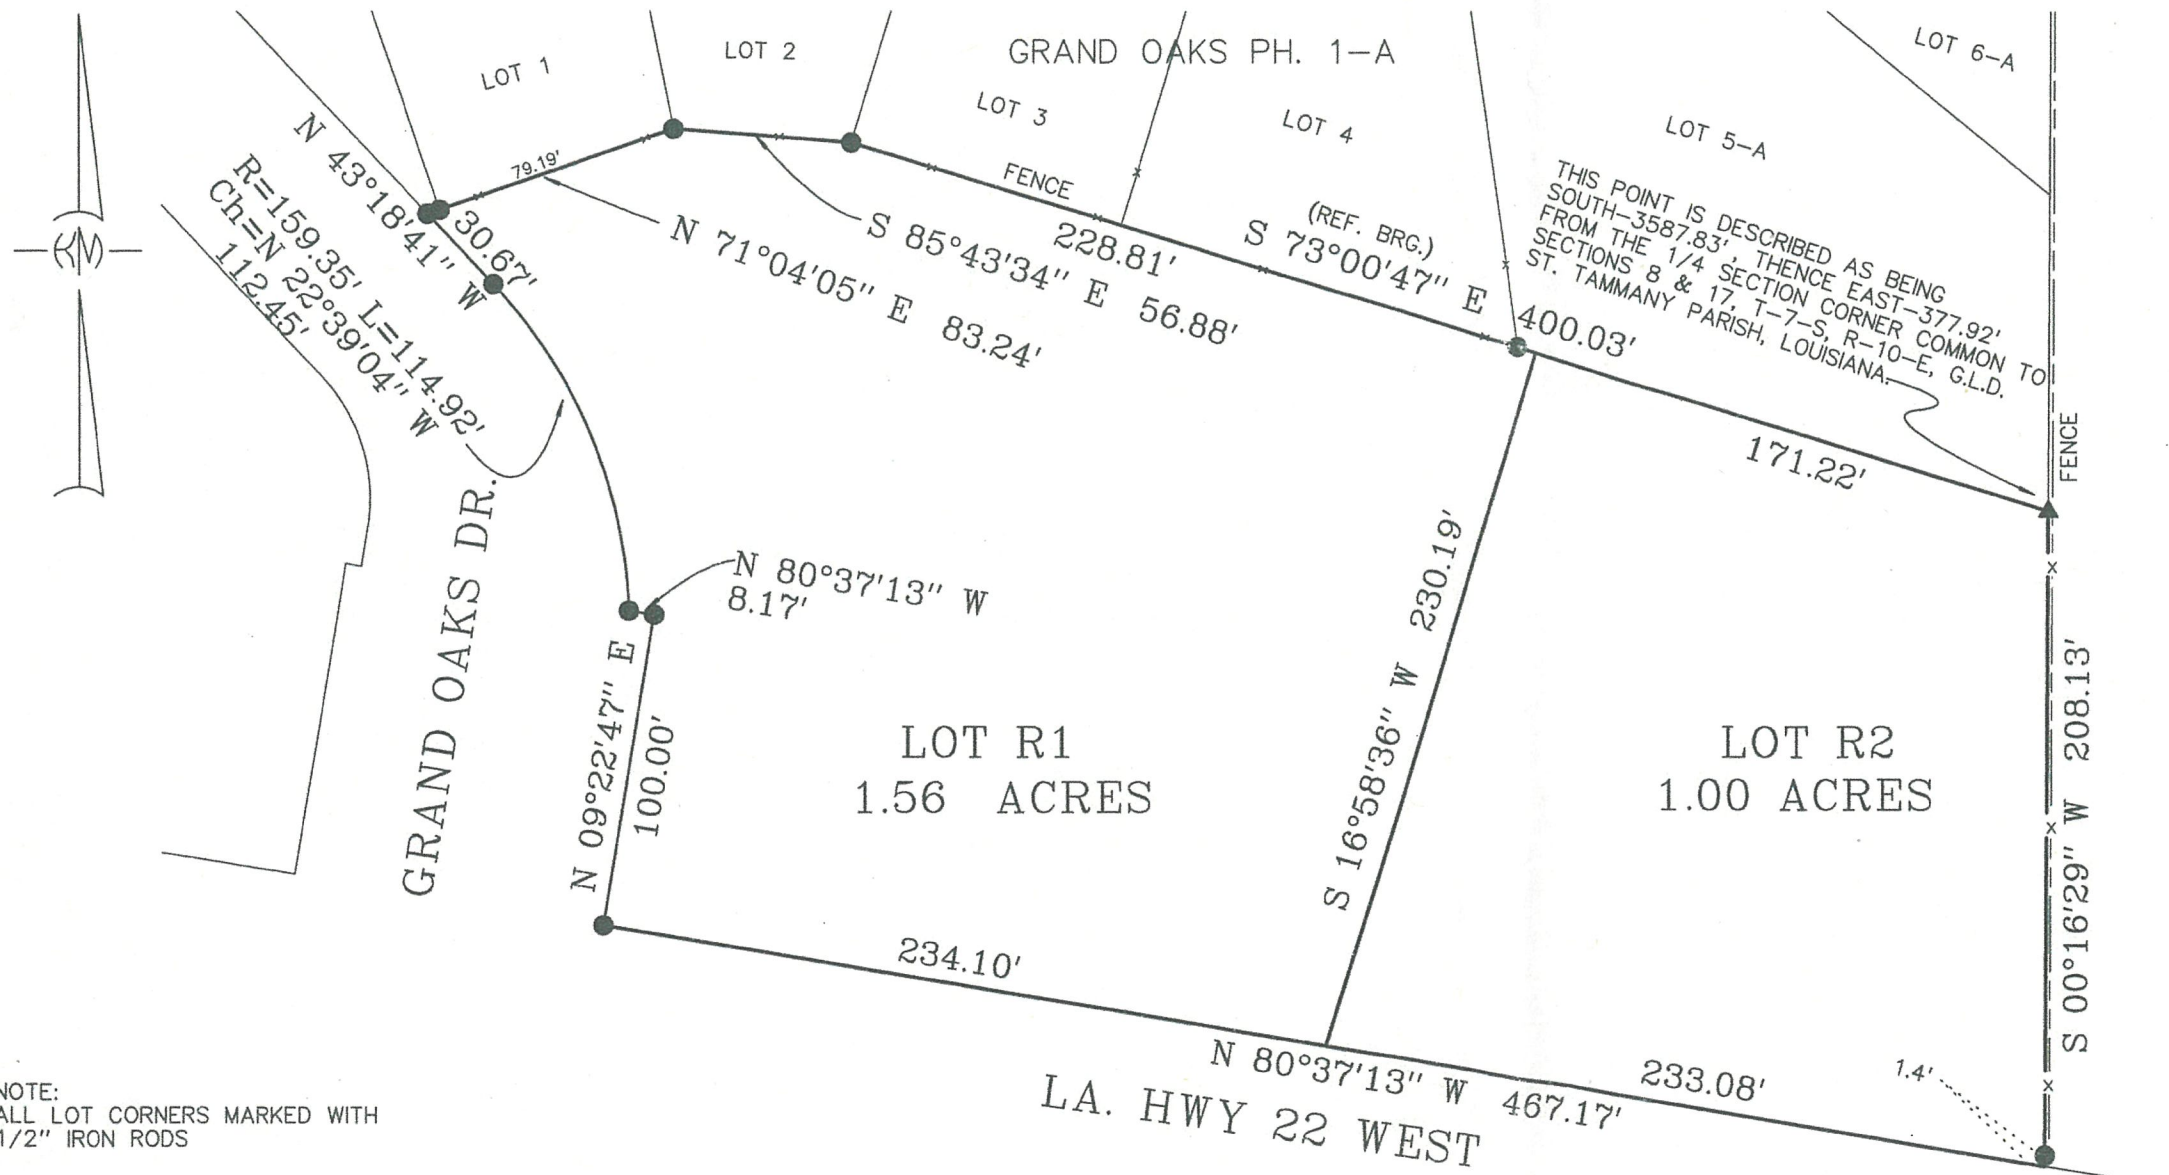 LOT 1
LOT 2
GRAND OAKS PH. 1-A
LOT 3
LOT 4
LOT 5-A
LOT 6-A
KN
N 43°18'41" W
30.67'
79.19'
FENCE
R=159.35' L=114.92'
Ch=N 22°39'04" W
112.45'
N 71°04'05" E 83.24'
S 85°43'34" E 56.88'
228.81'
(REF. BRG.)
S 73°00'47" E 400.03'
THIS POINT IS DESCRIBED AS BEING
SOUTH-3587.83', THENCE EAST-377.92'
FROM THE 1/4 SECTION CORNER COMMON TO
SECTIONS 8 & 17, T-7-S, R-10-E, G.L.D.
ST. TAMMANY PARISH, LOUISIANA.
171.22'
FENCE
GRAND OAKS DR.
N 80°37'13" W
8.17'
N 09°22'47" E
100.00'
LOT R1
1.56 ACRES
S 16°58'36" W 230.19'
LOT R2
1.00 ACRES
S 00°16'29" W 208.13'
234.10'
N 80°37'13" W 467.17'
233.08'
1.4'
LA. HWY 22 WEST
NOTE:
ALL LOT CORNERS MARKED WITH
1/2" IRON RODS